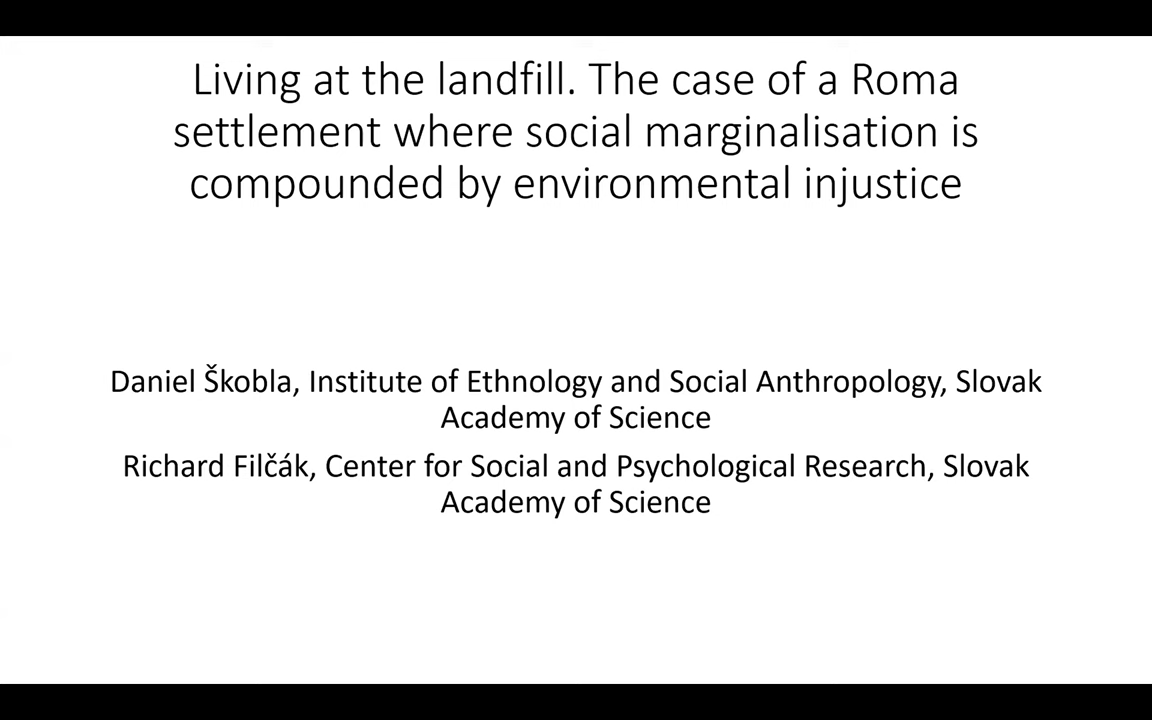 Living at the landfill. The case of a Roma
settlement where social marginalisation is
compounded by environmental injustice
Daniel Škobla, Institute of Ethnology and Social Anthropology, Slovak
Academy of Science
Richard Filčák, Center for Social and Psychological Research, Slovak
Academy of Science